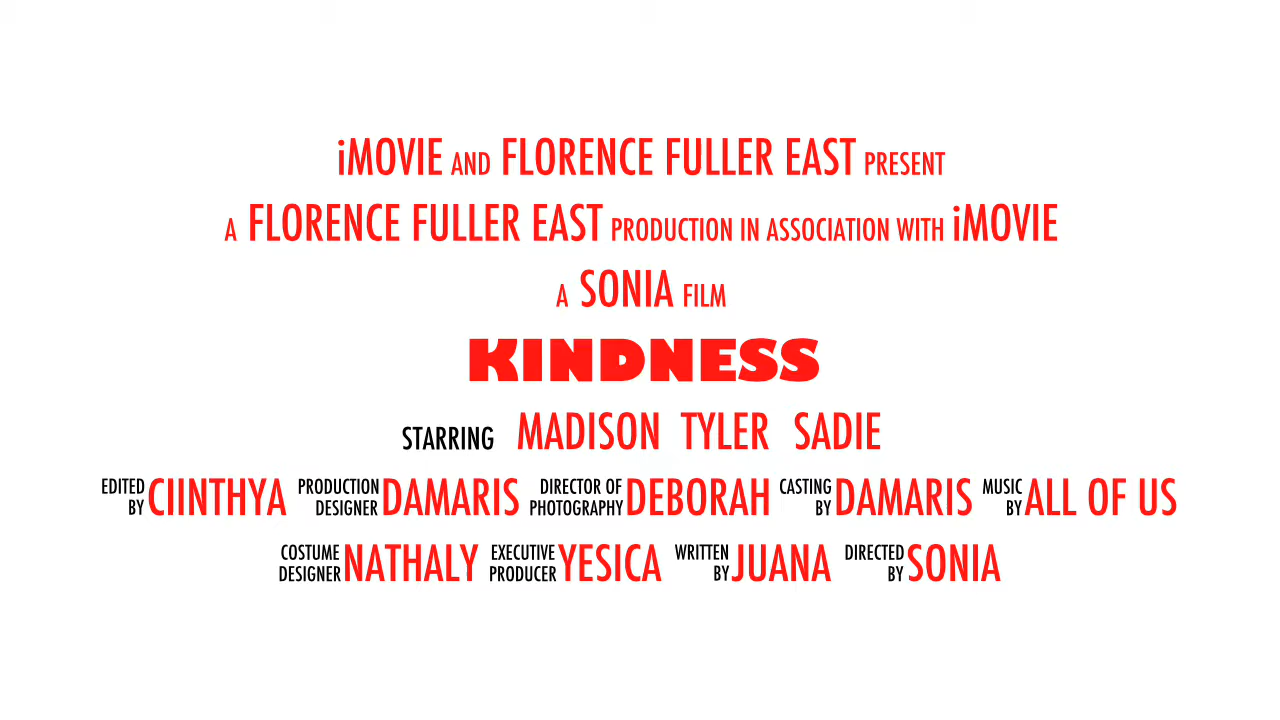 iMOVIE AND FLORENCE FULLER EAST PRESENT
A FLORENCE FULLER EAST PRODUCTION IN ASSOCIATION WITH iMOVIE
A SONIA FILM
KINDNESS
STARRING MADISON TYLER SADIE
EDITED BY CIINTHYA PRODUCTION DESIGNER DAMARIS DIRECTOR OF PHOTOGRAPHY DEBORAH CASTING BY DAMARIS MUSIC BY ALL OF US
COSTUME DESIGNER NATHALY EXECUTIVE PRODUCER YESICA WRITTEN BY JUANA DIRECTED BY SONIA